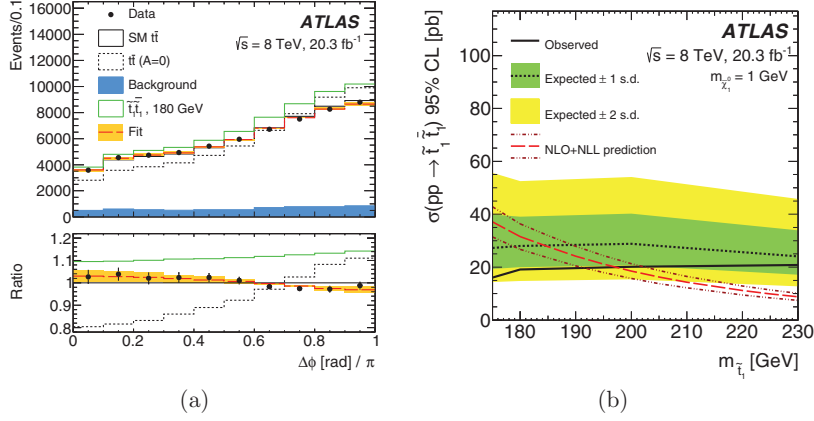 Events/0.1
16000
14000
12000
10000
8000
6000
4000
2000
0
Data
SM tt̄
tt̄ (A=0)
Background
t̃₁t̃̄₁ , 180 GeV
Fit
ATLAS
√s = 8 TeV, 20.3 fb⁻¹
Ratio
1.2
1.1
1.0
0.9
0.8
0 0.2 0.4 0.6 0.8 1
Δϕ [rad] / π
(a)
σ(pp → t̃₁ t̃̄₁) 95% CL [pb]
100
80
60
40
20
0
ATLAS
√s = 8 TeV, 20.3 fb⁻¹
m χ̃₁⁰ = 1 GeV
Observed
Expected ± 1 s.d.
Expected ± 2 s.d.
NLO+NLL prediction
180 190 200 210 220 230
m t̃₁ [GeV]
(b)